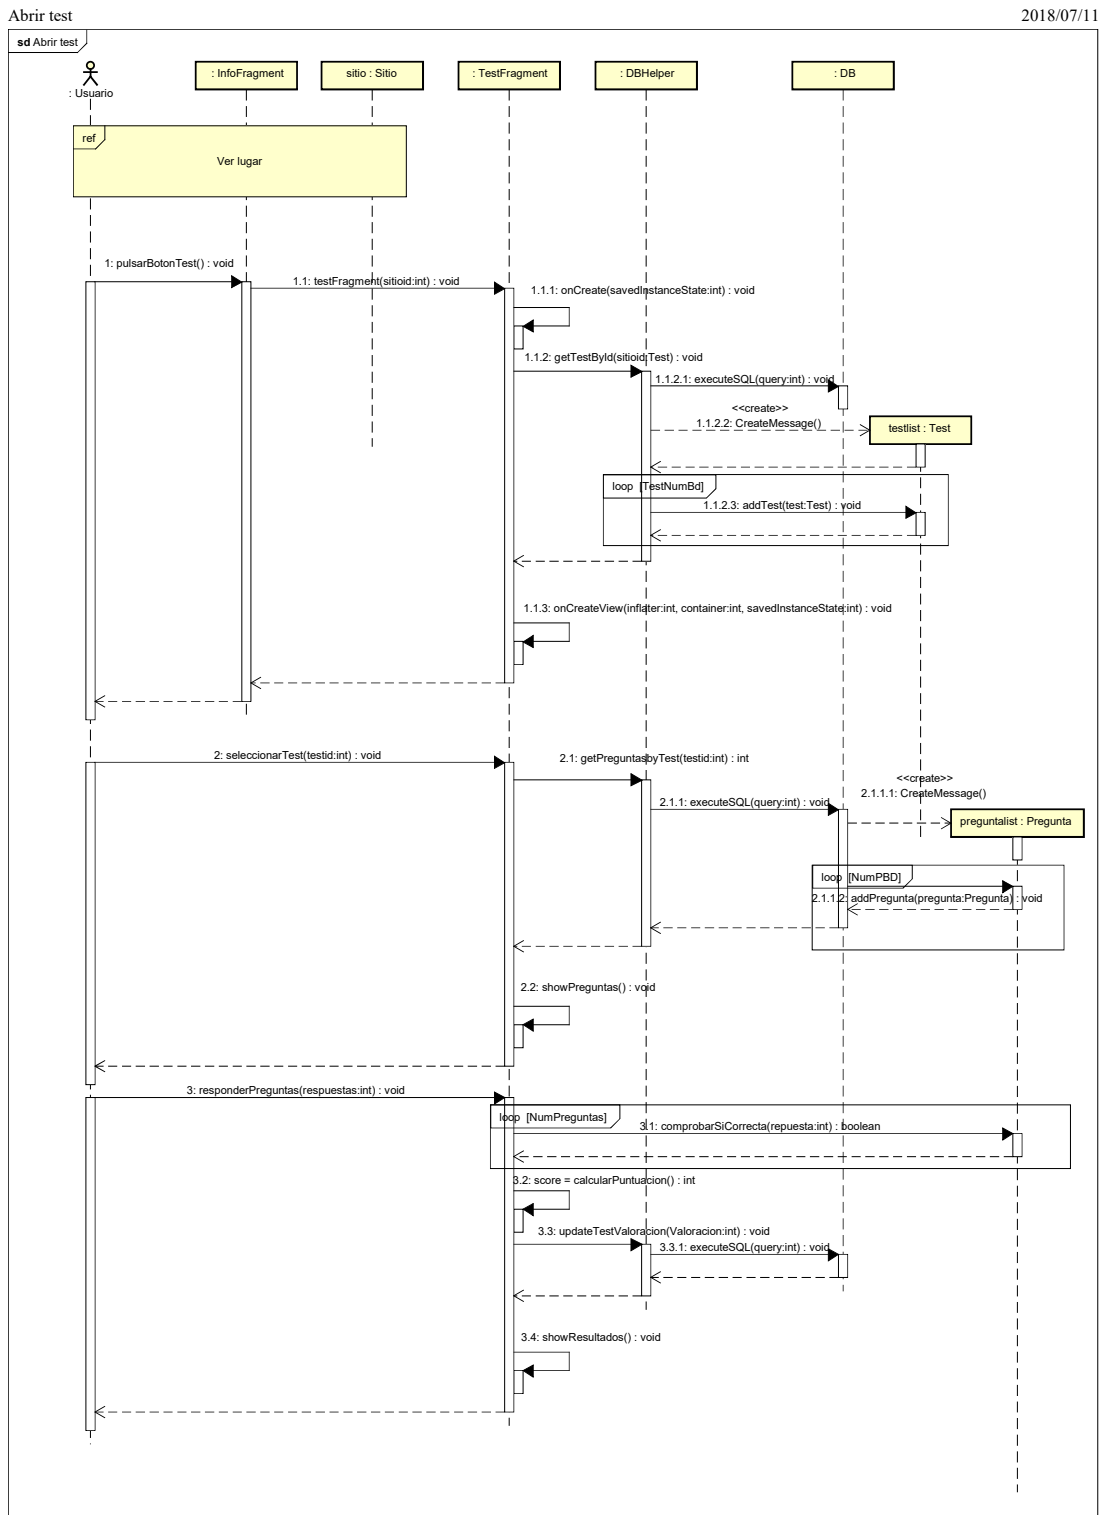 Abrir test
2018/07/11
sd Abrir test
: Usuario
: InfoFragment
sitio : Sitio
: TestFragment
: DBHelper
: DB
ref
Ver lugar
1: pulsarBotonTest() : void
1.1: testFragment(sitioid:int) : void
1.1.1: onCreate(savedInstanceState:int) : void
1.1.2: getTestById(sitioid:Test) : void
1.1.2.1: executeSQL(query:int) : void
<<create>>
1.1.2.2: CreateMessage()
testlist : Test
loop [TestNumBd]
1.1.2.3: addTest(test:Test) : void
1.1.3: onCreateView(inflater:int, container:int, savedInstanceState:int) : void
2: seleccionarTest(testid:int) : void
2.1: getPreguntasbyTest(testid:int) : int
<<create>>
2.1.1.1: CreateMessage()
2.1.1: executeSQL(query:int) : void
preguntalist : Pregunta
loop [NumPBD]
2.1.1.2: addPregunta(pregunta:Pregunta) : void
2.2: showPreguntas() : void
3: responderPreguntas(respuestas:int) : void
loop [NumPreguntas]
3.1: comprobarSiCorrecta(repuesta:int) : boolean
3.2: score = calcularPuntuacion() : int
3.3: updateTestValoracion(Valoracion:int) : void
3.3.1: executeSQL(query:int) : void
3.4: showResultados() : void